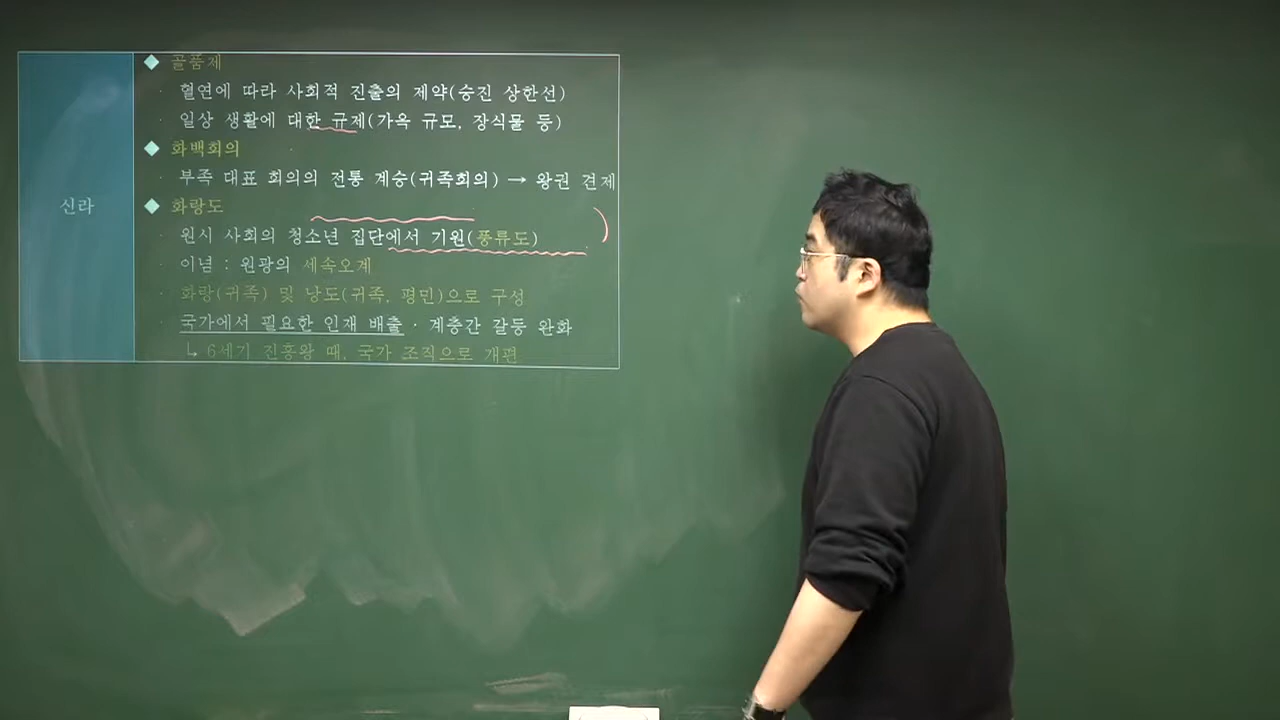 신라
◆ 골품제
· 혈연에 따라 사회적 진출의 제약(승진 상한선)
· 일상 생활에 대한 규제(가옥 규모, 장식물 등)
◆ 화백회의
· 부족 대표 회의의 전통 계승(귀족회의) → 왕권 견제
◆ 화랑도
· 원시 사회의 청소년 집단에서 기원(풍류도)
· 이념 : 원광의 세속오계
· 화랑(귀족) 및 낭도(귀족, 평민)으로 구성
· 국가에서 필요한 인재 배출 · 계층간 갈등 완화
↳ 6세기 진흥왕 때, 국가 조직으로 개편